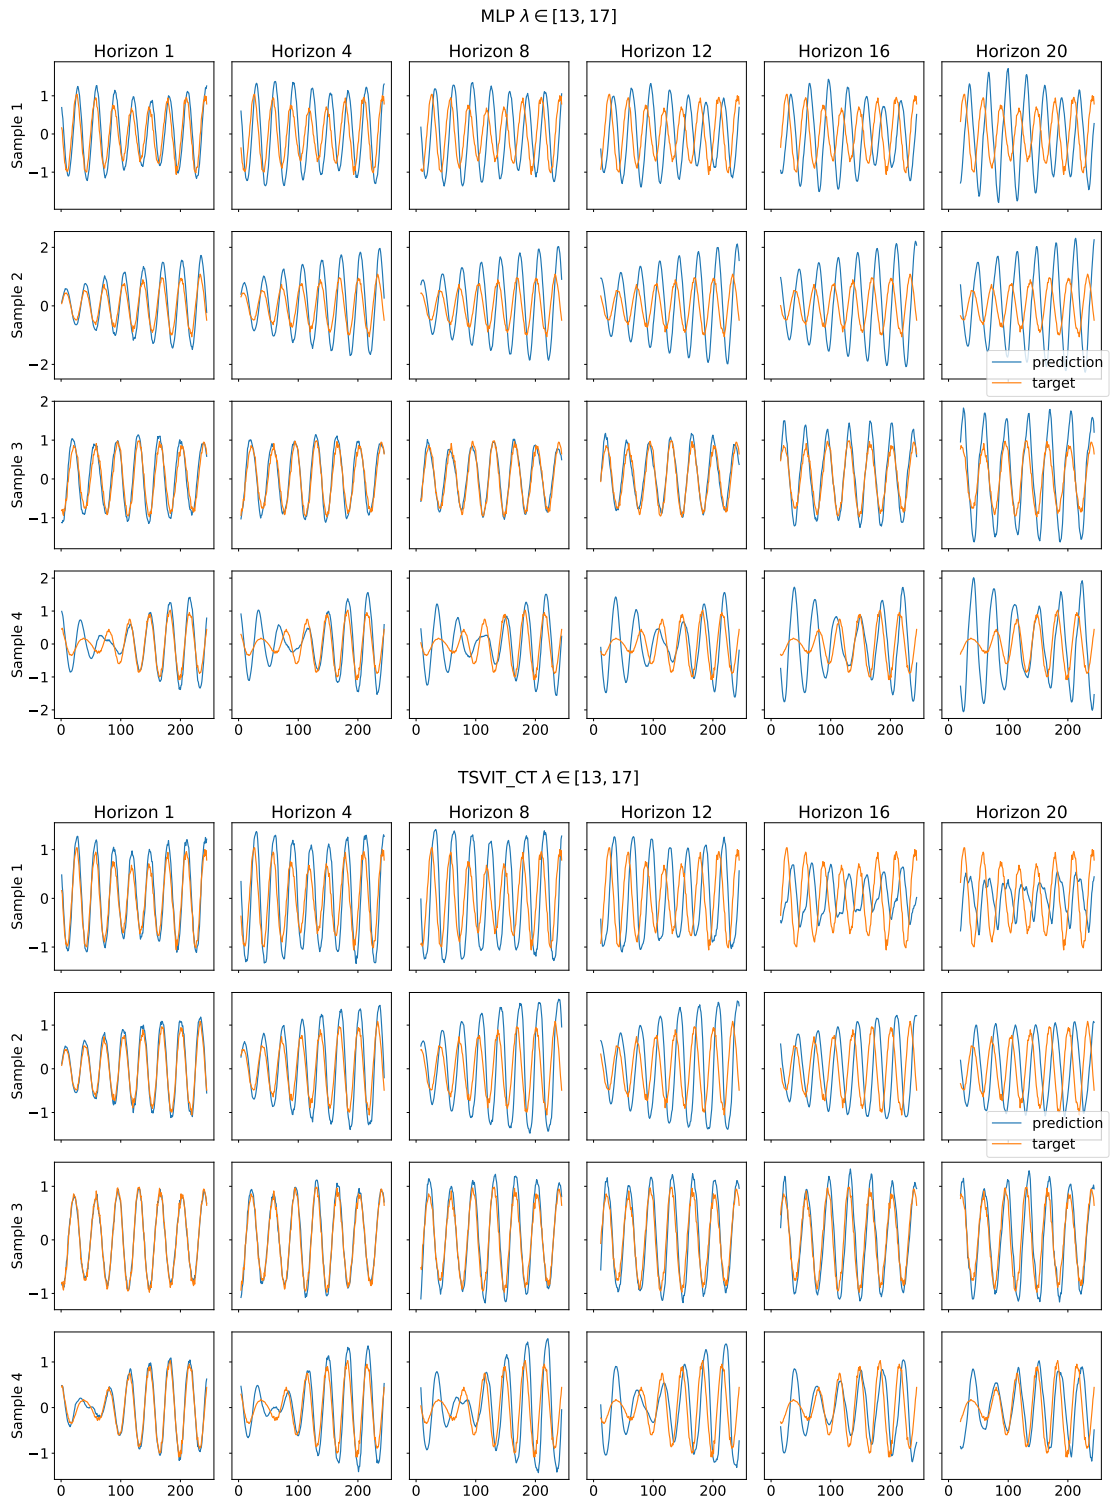 MLP λ ∈ [13, 17]
Horizon 1 Horizon 4 Horizon 8 Horizon 12 Horizon 16 Horizon 20
Sample 1
1
0
−1
Sample 2
2
0
−2
prediction
target
Sample 3
2
1
0
−1
Sample 4
2
1
0
−1
−2
0 100 200 0 100 200 0 100 200 0 100 200 0 100 200 0 100 200
TSVIT_CT λ ∈ [13, 17]
Horizon 1 Horizon 4 Horizon 8 Horizon 12 Horizon 16 Horizon 20
Sample 1
1
0
−1
Sample 2
1
0
−1
prediction
target
Sample 3
1
0
−1
Sample 4
1
0
−1
0 100 200 0 100 200 0 100 200 0 100 200 0 100 200 0 100 200